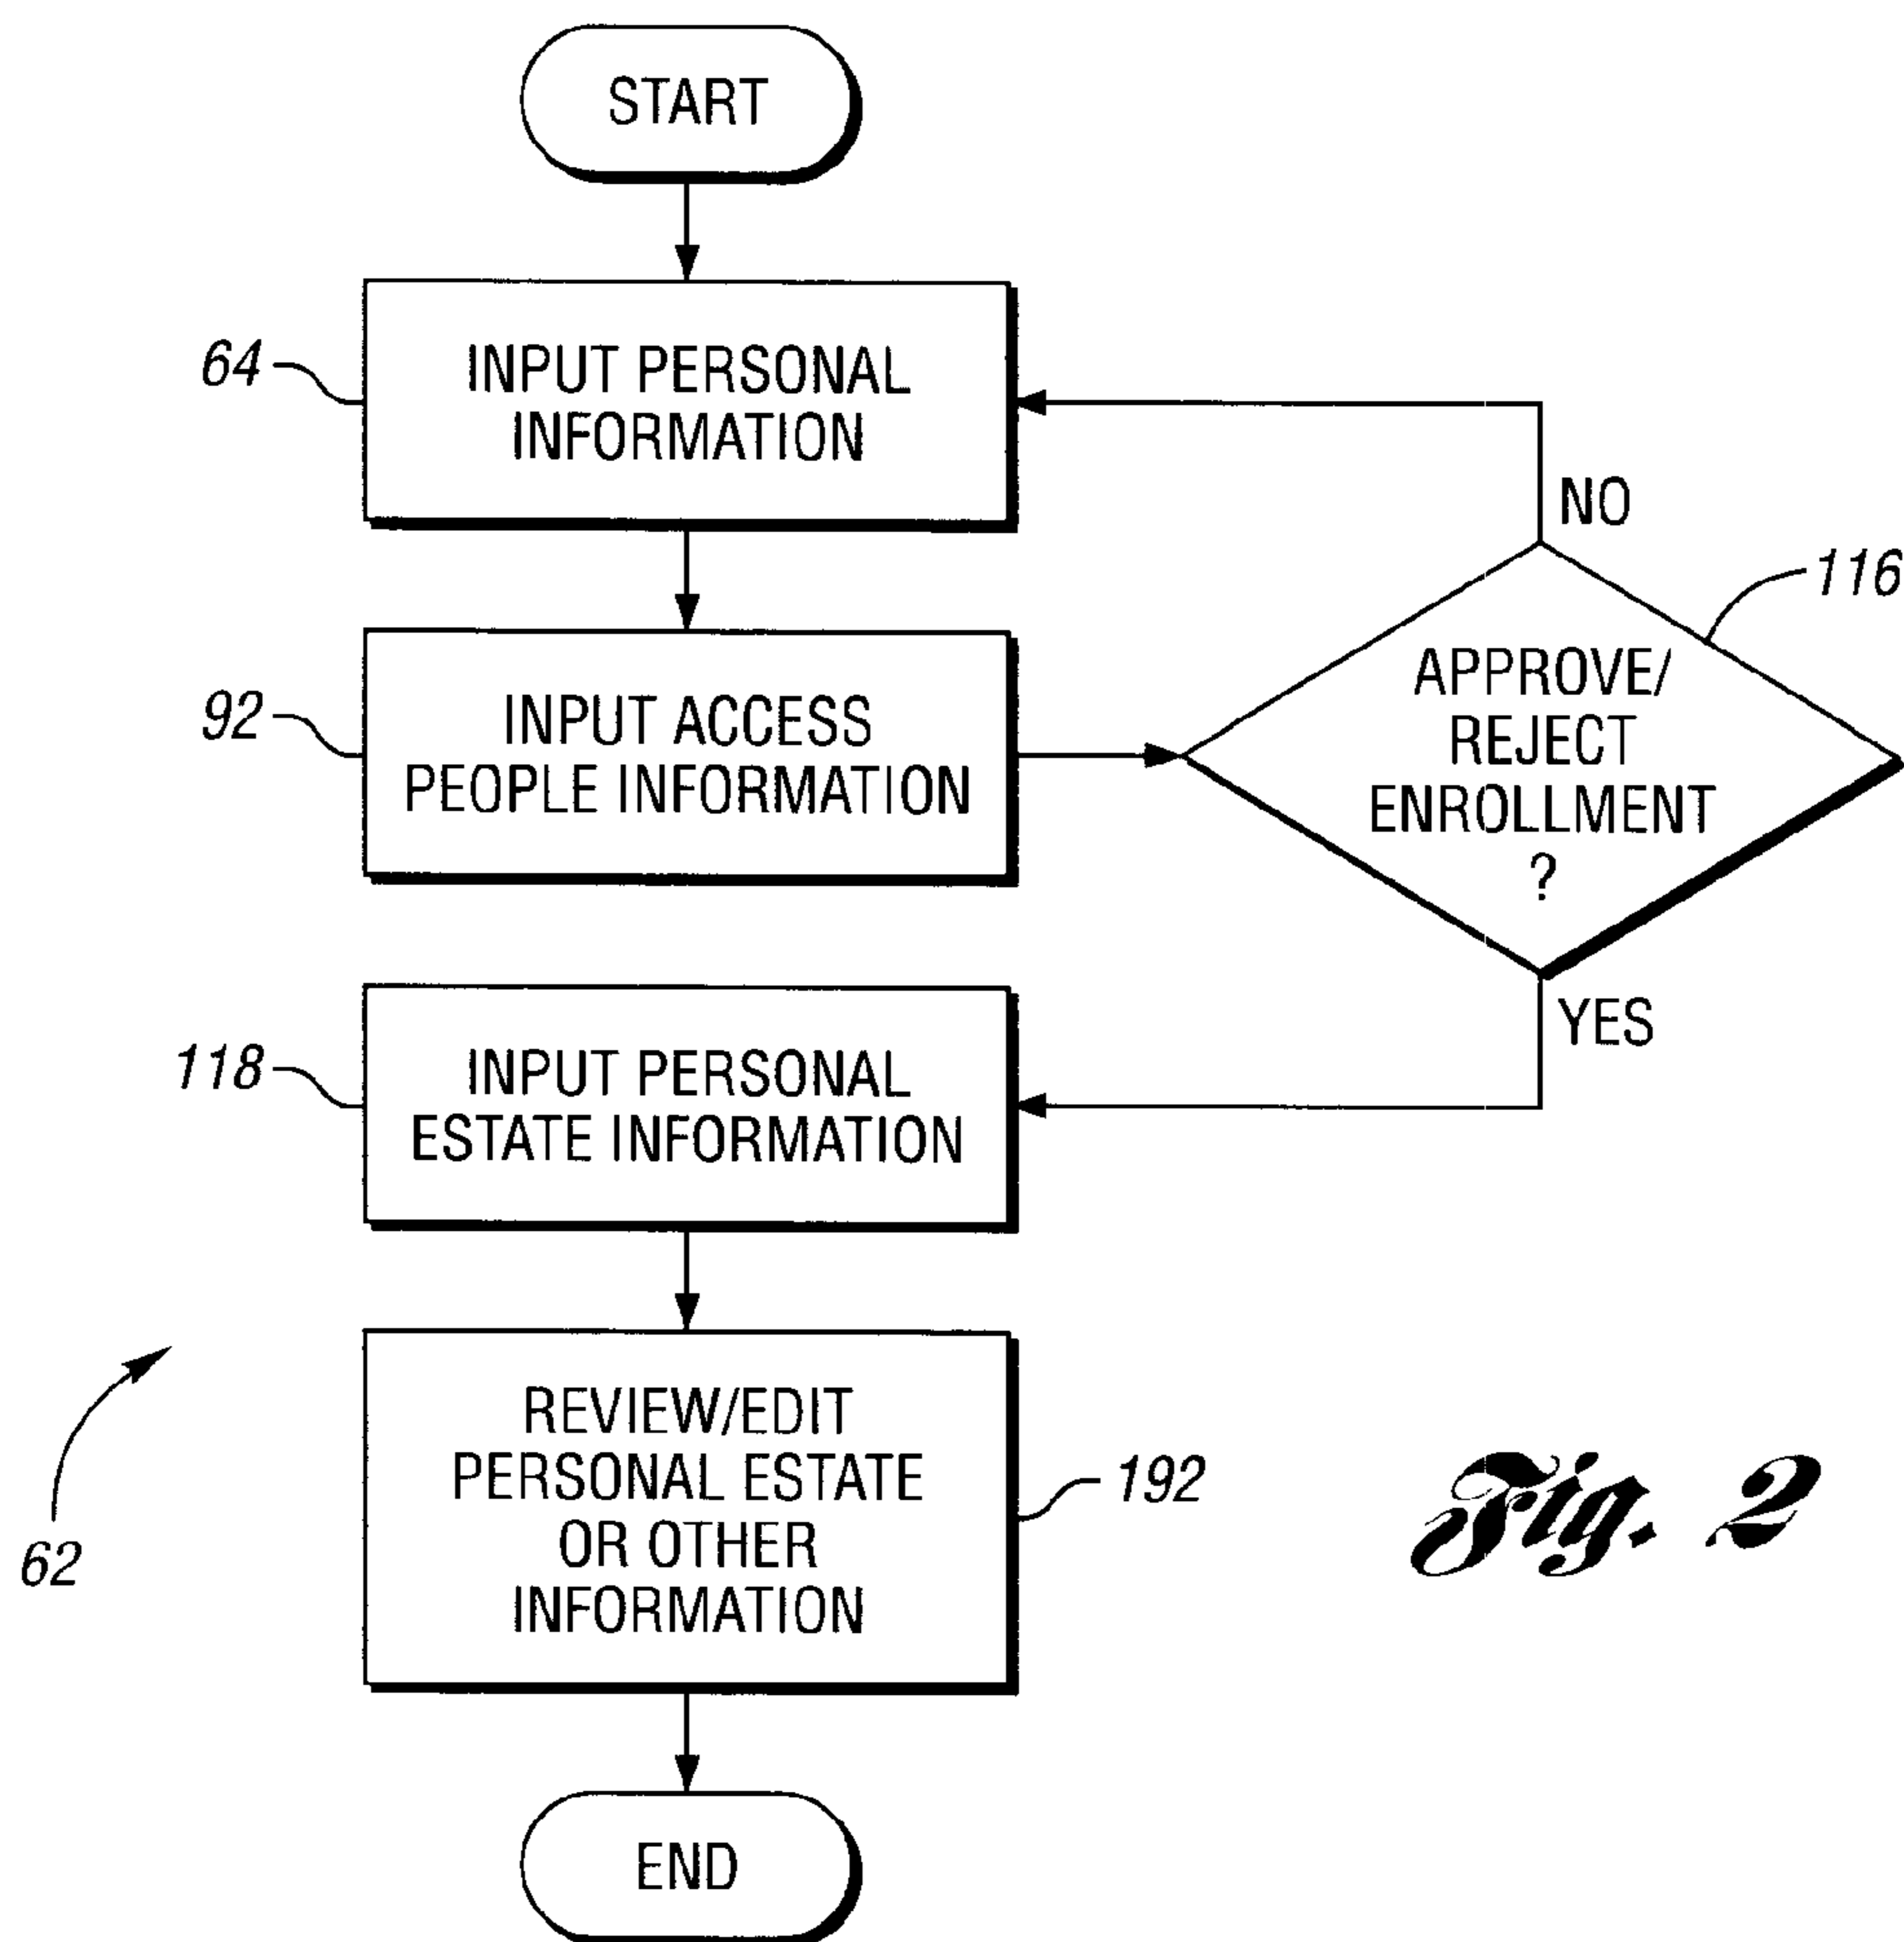 START
64
INPUT PERSONAL
INFORMATION
NO
116
92
INPUT ACCESS
PEOPLE INFORMATION
APPROVE/
REJECT
ENROLLMENT
?
YES
118
INPUT PERSONAL
ESTATE INFORMATION
REVIEW/EDIT
PERSONAL ESTATE
OR OTHER
INFORMATION
192
62
Fig. 2
END